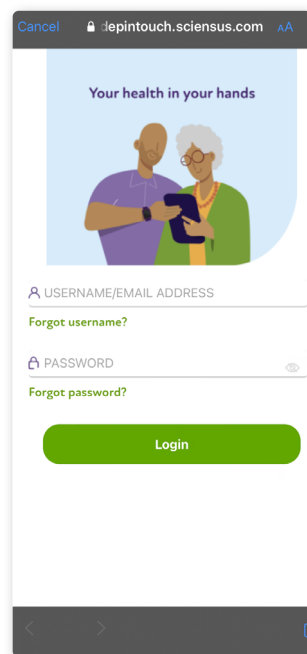 Cancel depintouch.sciensus.com AA
Your health in your hands
USERNAME/EMAIL ADDRESS
Forgot username?
PASSWORD
Forgot password?
Login